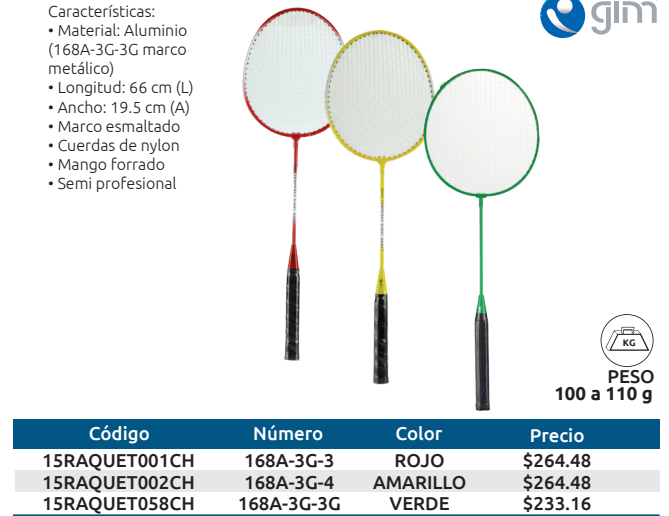 Características:
• Material: Aluminio
(168A-3G-3G marco
metálico)
• Longitud: 66 cm (L)
• Ancho: 19.5 cm (A)
• Marco esmaltado
• Cuerdas de nylon
• Mango forrado
• Semi profesional
glm
KG
PESO
100 a 110 g
Código Número Color Precio
15RAQUET001CH 168A-3G-3 ROJO $264.48
15RAQUET002CH 168A-3G-4 AMARILLO $264.48
15RAQUET058CH 168A-3G-3G VERDE $233.16